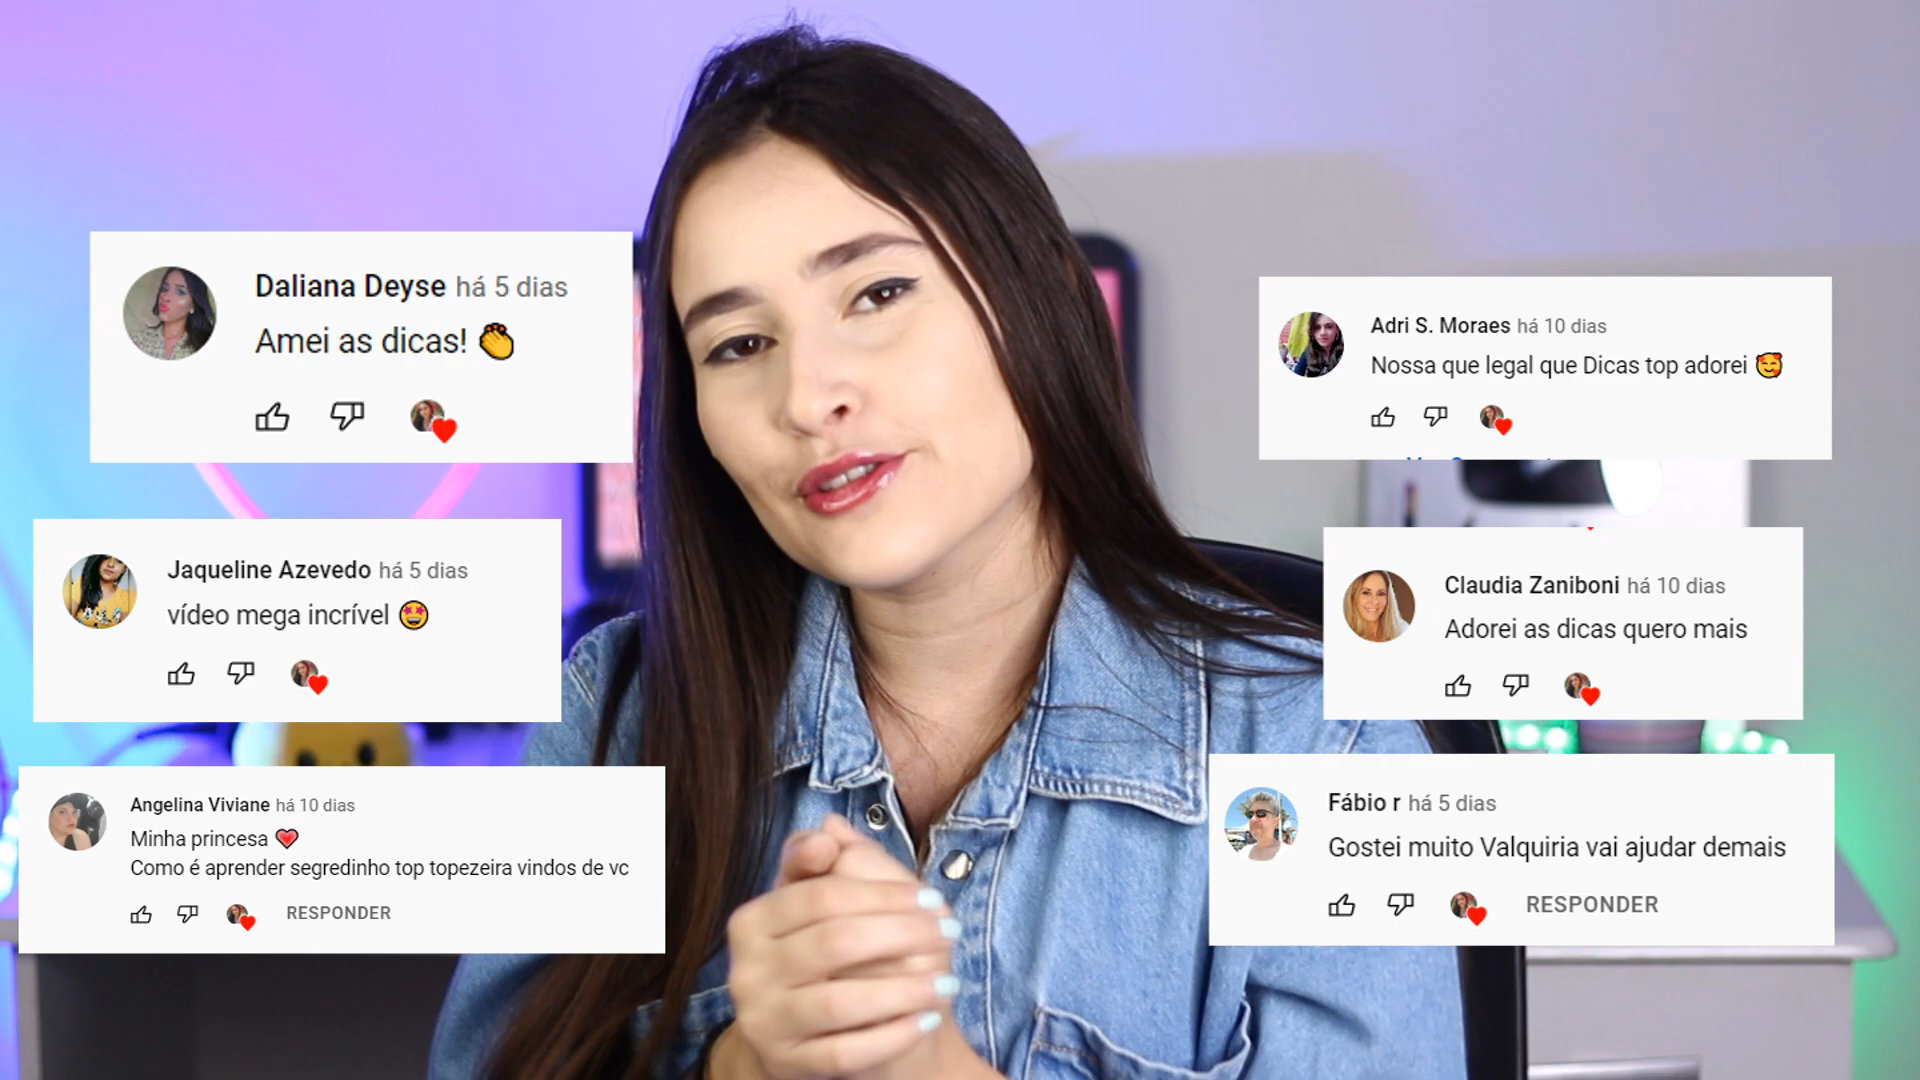 Daliana Deyse há 5 dias
Amei as dicas! 👏
Jaqueline Azevedo há 5 dias
vídeo mega incrível 🤩
Angelina Viviane há 10 dias
Minha princesa ❤️
Como é aprender segredinho top topezeira vindos de vc
RESPONDER
Adri S. Moraes há 10 dias
Nossa que legal que Dicas top adorei 🥰
Claudia Zaniboni há 10 dias
Adorei as dicas quero mais
Fábio r há 5 dias
Gostei muito Valquiria vai ajudar demais
RESPONDER